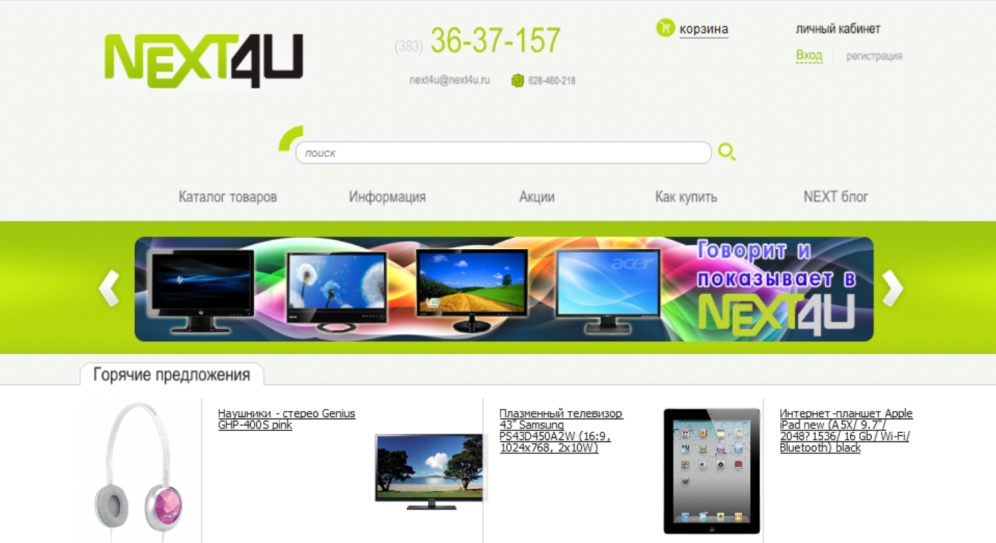 NEXT4U
(383) 36-37-157
next4u@next4u.ru 628-460-218
корзина
личный кабинет
Вход регистрация
поиск
Каталог товаров Информация Акции Как купить NEXT блог
acer
Говорит и
показывает в
NEXT4U
Горячие предложения
Наушники - стерео Genius
GHP-400S pink
Плазменный телевизор
43" Samsung
PS43D450A2W (16:9,
1024x768, 2x10W)
Интернет-планшет Apple
iPad new (A5X/ 9.7"/
2048?1536/ 16 Gb / Wi-Fi/
Bluetooth) black